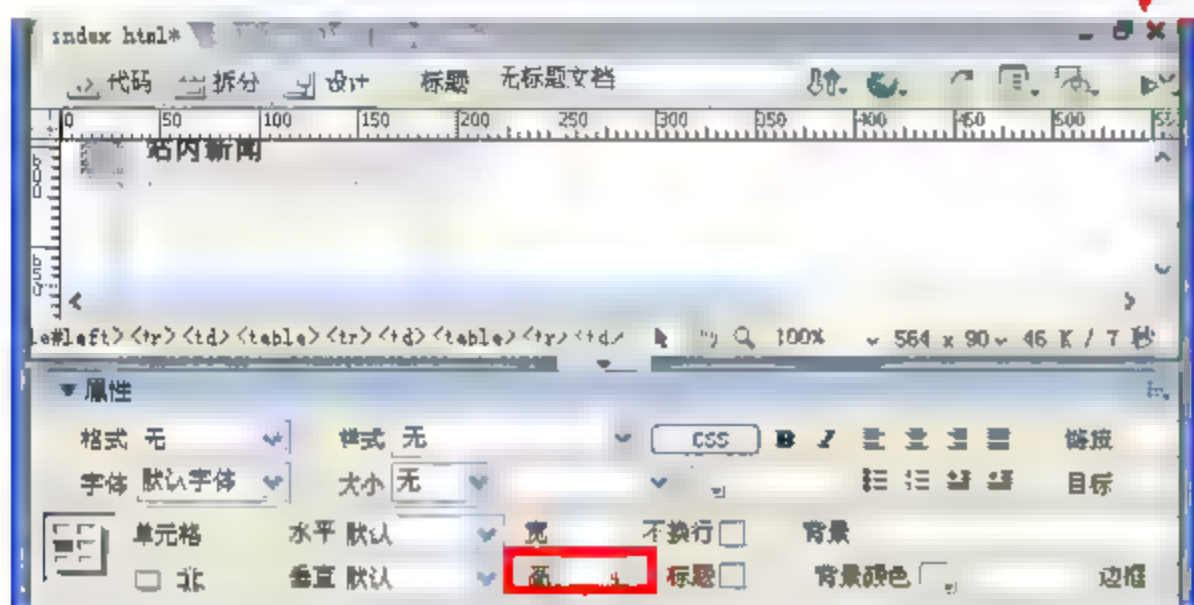 index html*
代码 拆分 设计 标题 无标题文档
0 50 100 150 200 250 300 350 400 450 500
站内新闻
le#left><tr><td><table><tr><td><table><tr><td> 100% 564 x 90 46 K / 7 秒
属性
格式 无 样式 无 CSS B I 链接
字体 默认字体 大小 无 目标
单元格 水平 默认 宽 不换行 背景
垂直 默认 高 标题 背景颜色 边框